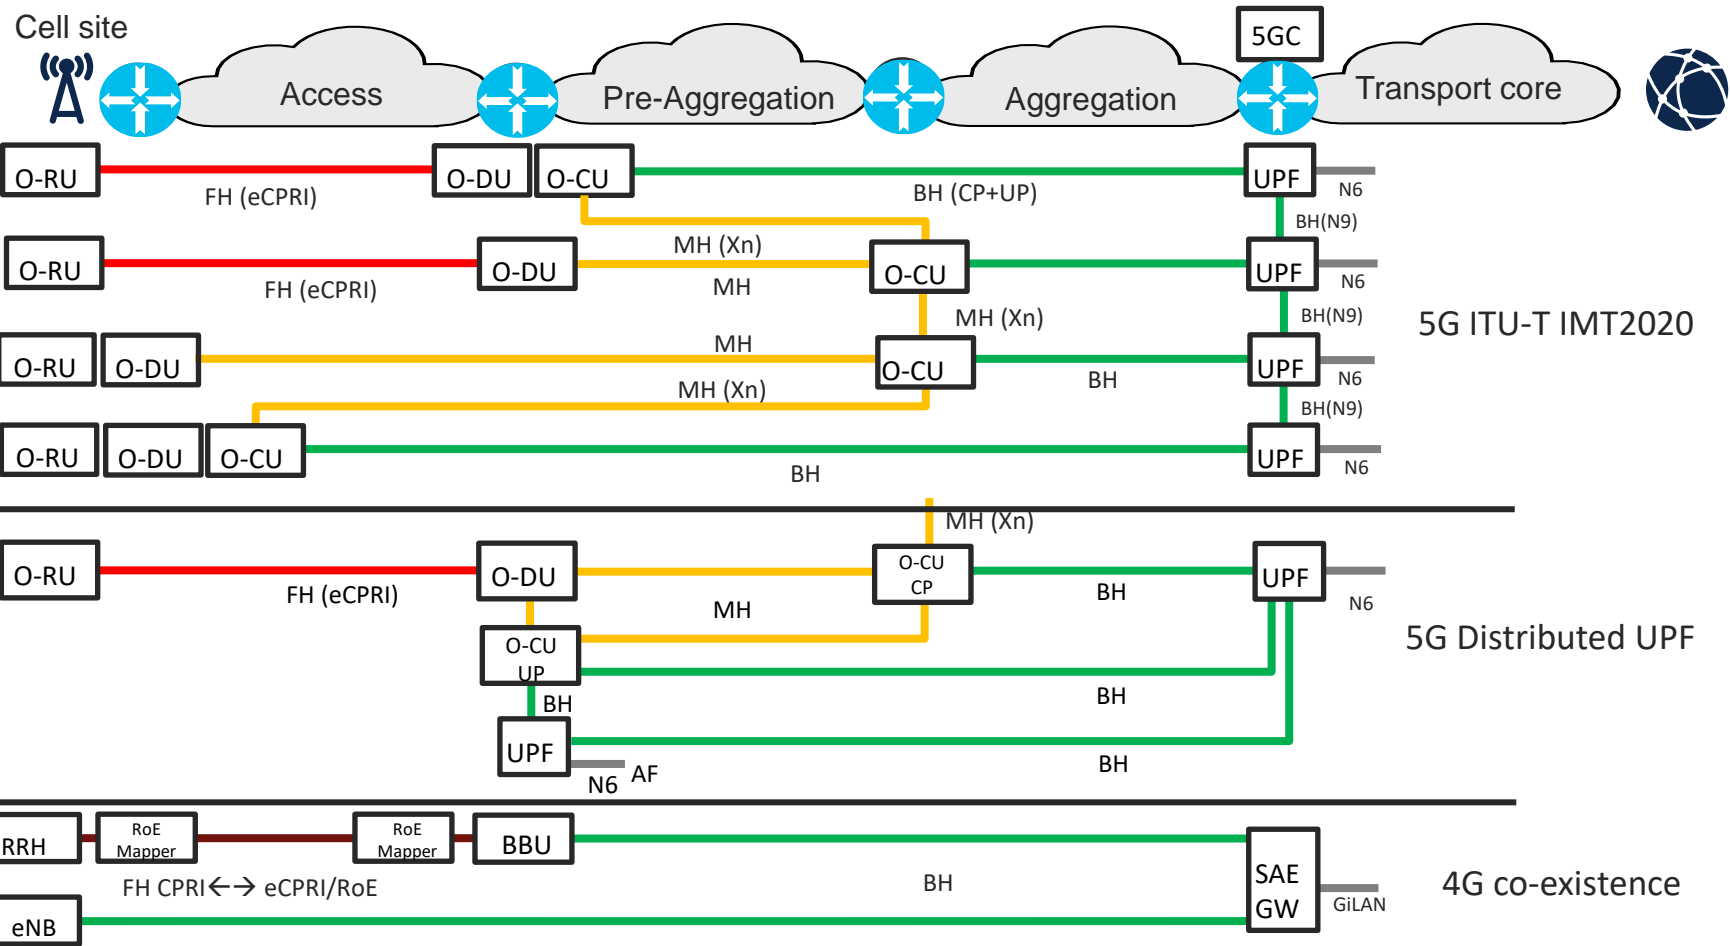 Cell site
5GC
Access
Pre-Aggregation
Aggregation
Transport core
O-RU
FH (eCPRI)
O-DU
O-CU
BH (CP+UP)
UPF
N6
BH(N9)
MH (Xn)
O-RU
FH (eCPRI)
O-DU
MH
O-CU
UPF
N6
MH (Xn)
BH(N9)
5G ITU-T IMT2020
O-RU
O-DU
MH
O-CU
BH
UPF
N6
MH (Xn)
BH(N9)
O-RU
O-DU
O-CU
BH
UPF
N6
MH (Xn)
O-RU
FH (eCPRI)
O-DU
MH
O-CU
CP
BH
UPF
N6
5G Distributed UPF
O-CU
UP
BH
BH
UPF
N6
AF
BH
RRH
RoE
Mapper
RoE
Mapper
BBU
FH CPRI←→ eCPRI/RoE
BH
SAE
GW
GiLAN
4G co-existence
eNB